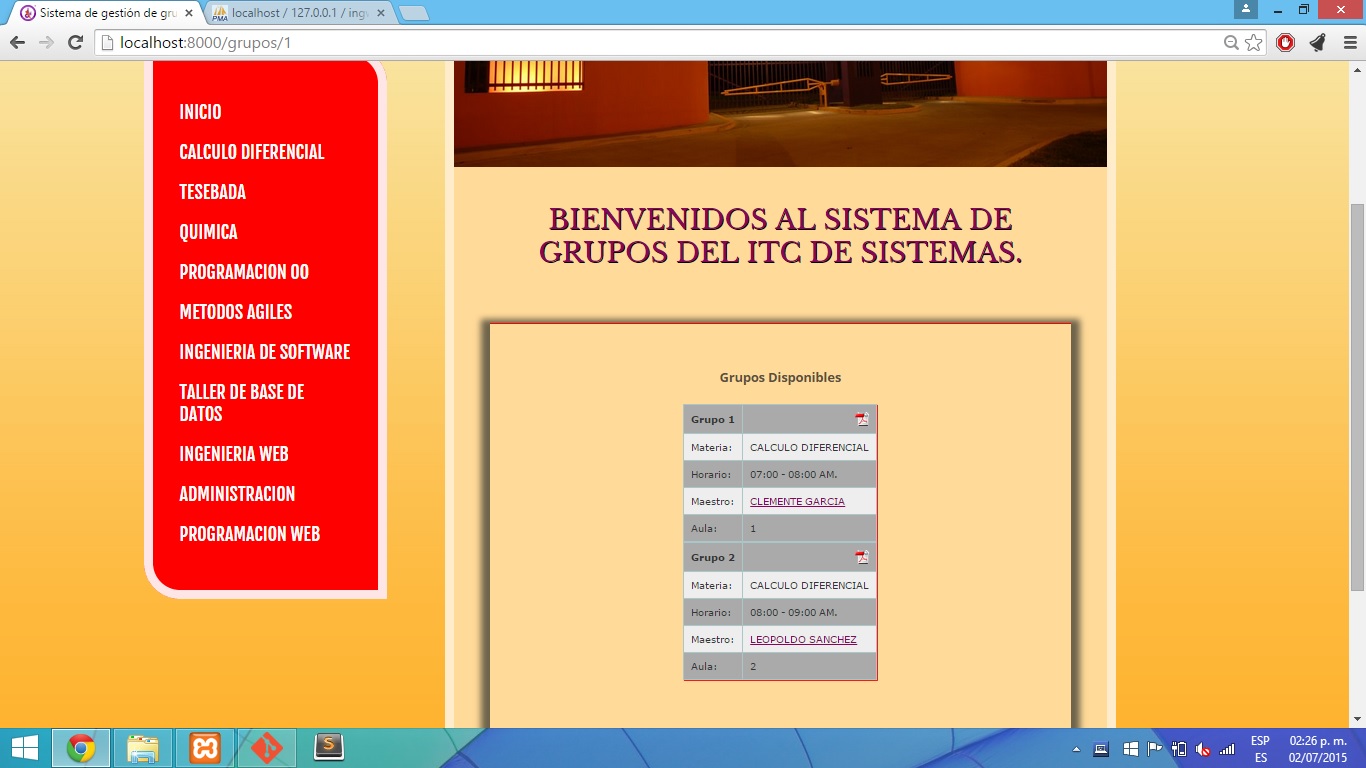 Sistema de gestión de gru
PMA localhost / 127.0.0.1 / ing
localhost:8000/grupos/1
INICIO
CALCULO DIFERENCIAL
TESEBADA
QUIMICA
PROGRAMACION OO
METODOS AGILES
INGENIERIA DE SOFTWARE
TALLER DE BASE DE
DATOS
INGENIERIA WEB
ADMINISTRACION
PROGRAMACION WEB
BIENVENIDOS AL SISTEMA DE
GRUPOS DEL ITC DE SISTEMAS.
Grupos Disponibles
Grupo 1
Materia: CALCULO DIFERENCIAL
Horario: 07:00 - 08:00 AM.
Maestro: CLEMENTE GARCIA
Aula: 1
Grupo 2
Materia: CALCULO DIFERENCIAL
Horario: 08:00 - 09:00 AM.
Maestro: LEOPOLDO SANCHEZ
Aula: 2
S
ESP 02:26 p. m.
ES 02/07/2015